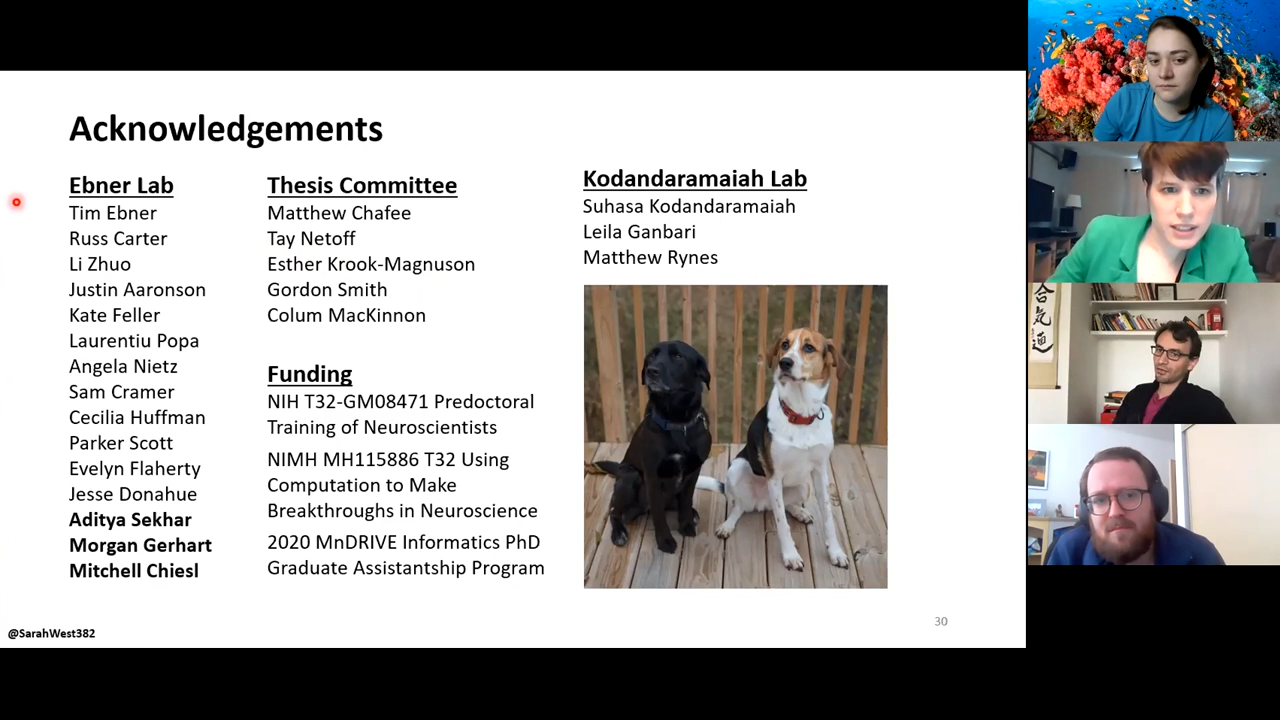 Acknowledgements
Ebner Lab
Tim Ebner
Russ Carter
Li Zhuo
Justin Aaronson
Kate Feller
Laurentiu Popa
Angela Nietz
Sam Cramer
Cecilia Huffman
Parker Scott
Evelyn Flaherty
Jesse Donahue
Aditya Sekhar
Morgan Gerhart
Mitchell Chiesl
Thesis Committee
Matthew Chafee
Tay Netoff
Esther Krook-Magnuson
Gordon Smith
Colum MacKinnon
Funding
NIH T32-GM08471 Predoctoral
Training of Neuroscientists
NIMH MH115886 T32 Using
Computation to Make
Breakthroughs in Neuroscience
2020 MnDRIVE Informatics PhD
Graduate Assistantship Program
Kodandaramaiah Lab
Suhasa Kodandaramaiah
Leila Ganbari
Matthew Rynes
@SarahWest382
30
合
気
道